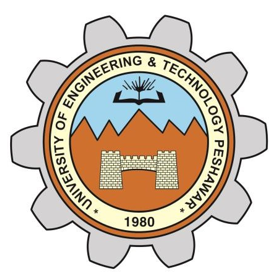 * UNIVERSITY OF ENGINEERING & TECHNOLOGY PESHAWAR *
1980